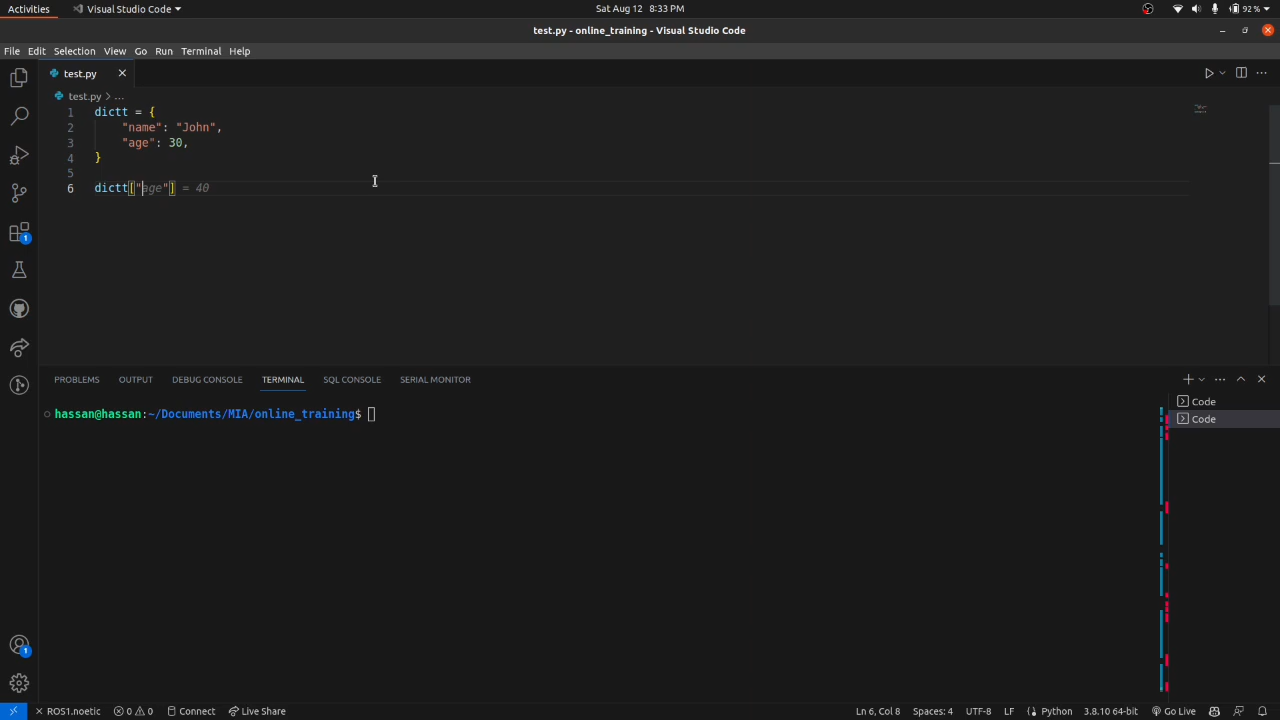 Activities
Visual Studio Code
Sat Aug 12 8:33 PM
92 %
test.py - online_training - Visual Studio Code
File Edit Selection View Go Run Terminal Help
test.py
test.py > ...
1 dictt = {
2 "name": "John",
3 "age": 30,
4 }
5
6 dictt["age"] = 40
PROBLEMS OUTPUT DEBUG CONSOLE TERMINAL SQL CONSOLE SERIAL MONITOR
hassan@hassan:~/Documents/MIA/online_training$
Code
Code
1
1
ROS1.noetic 0 0 Connect Live Share Ln 6, Col 8 Spaces: 4 UTF-8 LF Python 3.8.10 64-bit Go Live